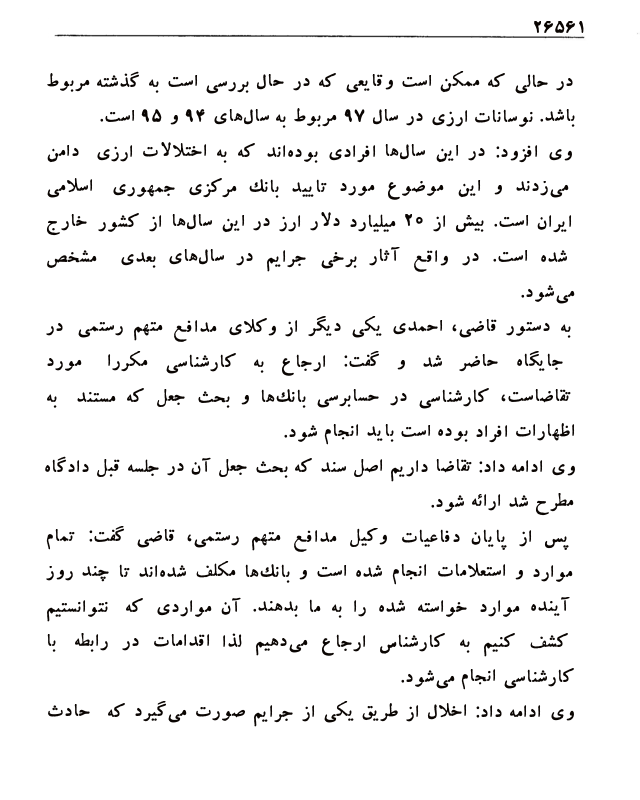 ۲۶۵۶۱
در حالی که ممکن است وقایعی که در حال بررسی است به گذشته مربوط
باشد. نوسانات ارزی در سال ۹۷ مربوط به سال‌های ۹۴ و ۹۵ است.
وی افزود: در این سال‌ها افرادی بوده‌اند که به اختلالات ارزی دامن
می‌زدند و این موضوع مورد تایید بانك مرکزی جمهوری اسلامی
ایران است. بیش از ۲۰ میلیارد دلار ارز در این سال‌ها از کشور خارج
شده است. در واقع آثار برخی جرایم در سال‌های بعدی مشخص
می‌شود.
به دستور قاضی، احمدی یکی دیگر از وکلای مدافع متهم رستمی در
جایگاه حاضر شد و گفت: ارجاع به کارشناسی مکررا مورد
تقاضاست، کارشناسی در حسابرسی بانك‌ها و بحث جعل که مستند به
اظهارات افراد بوده است باید انجام شود.
وی ادامه داد: تقاضا داریم اصل سند که بحث جعل آن در جلسه قبل دادگاه
مطرح شد ارائه شود.
پس از پایان دفاعیات وکیل مدافع متهم رستمی، قاضی گفت: تمام
موارد و استعلامات انجام شده است و بانك‌ها مکلف شده‌اند تا چند روز
آینده موارد خواسته شده را به ما بدهند. آن مواردی که نتوانستیم
کشف کنیم به کارشناس ارجاع می‌دهیم لذا اقدامات در رابطه با
کارشناسی انجام می‌شود.
وی ادامه داد: اخلال از طریق یکی از جرایم صورت می‌گیرد که حادث